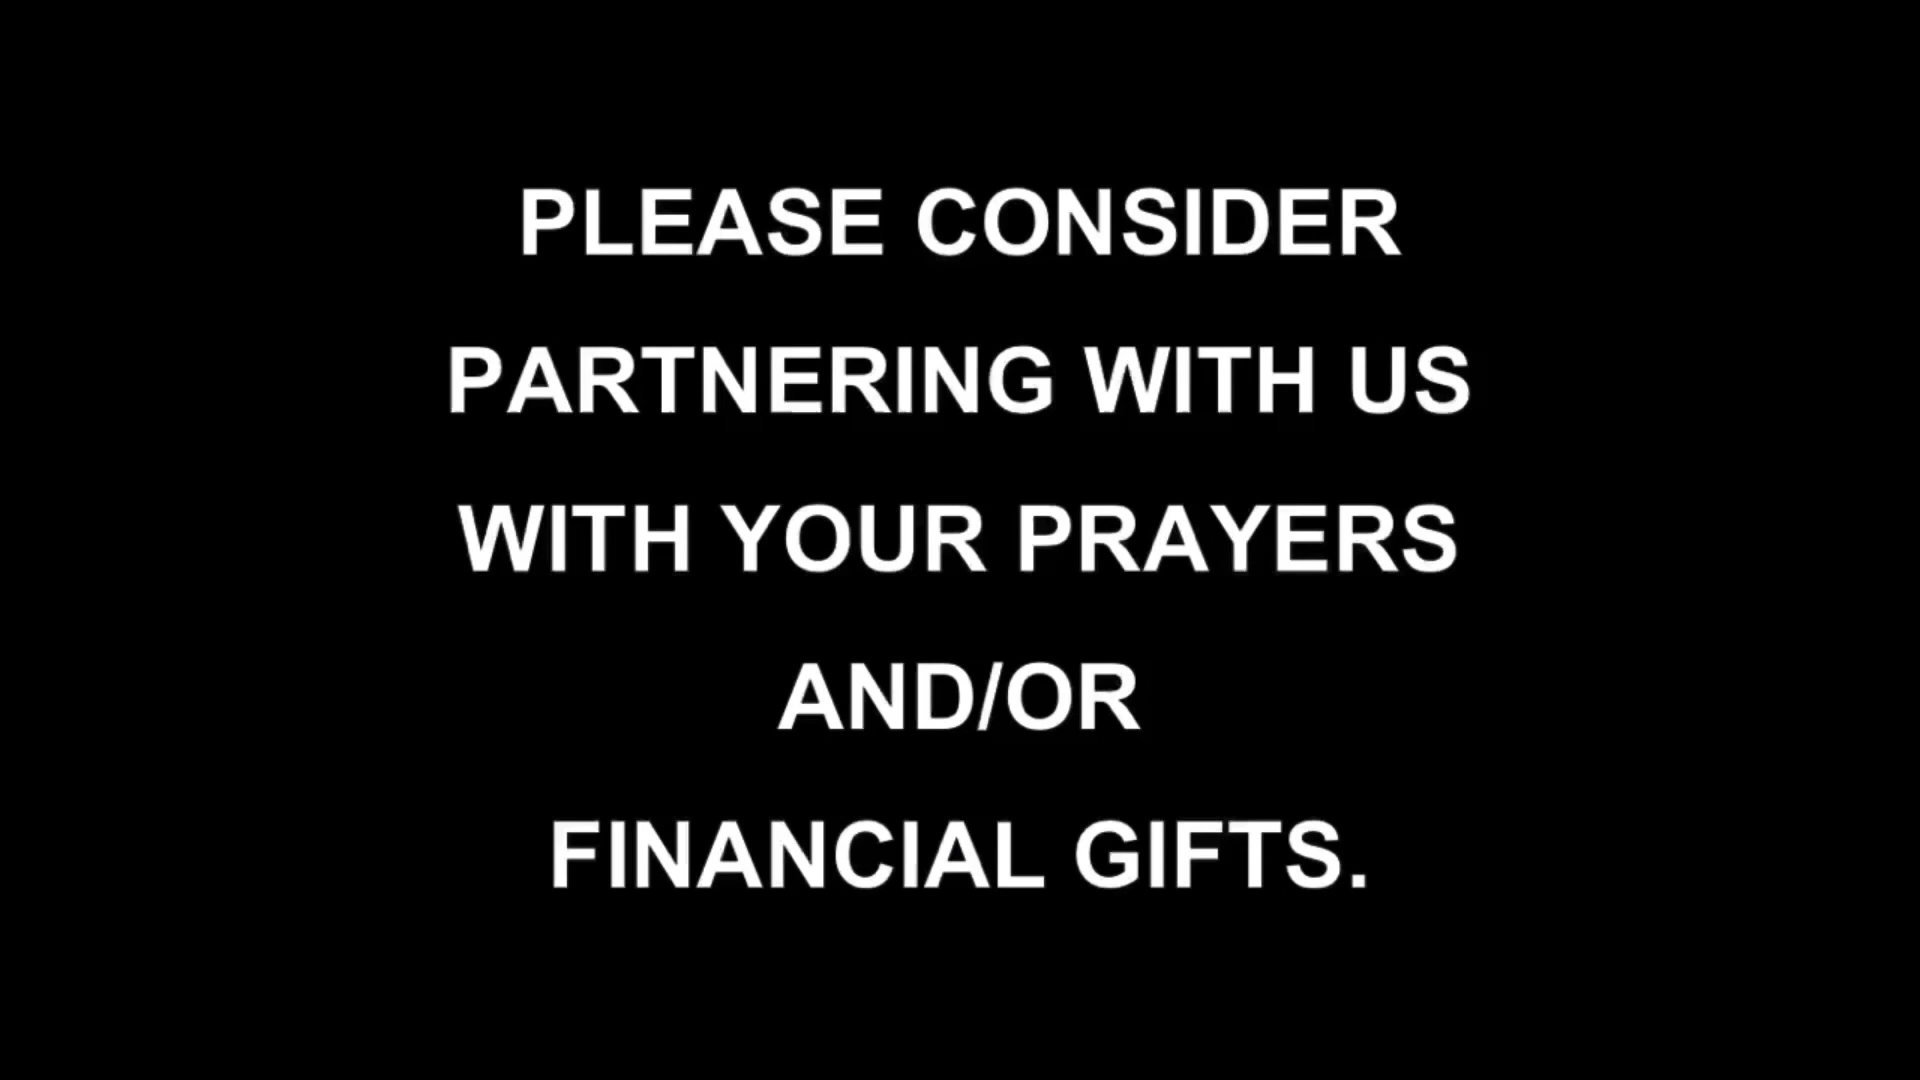 PLEASE CONSIDER
PARTNERING WITH US
WITH YOUR PRAYERS
AND/OR
FINANCIAL GIFTS.